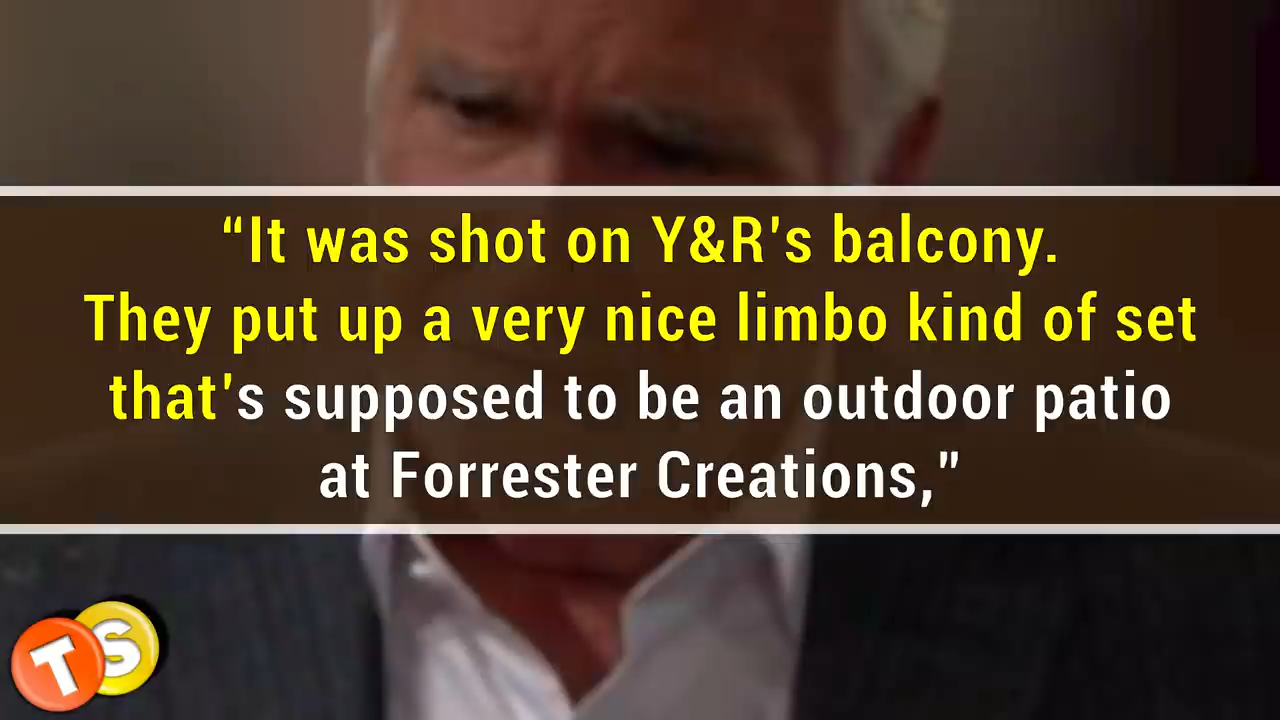 “It was shot on Y&R’s balcony.
They put up a very nice limbo kind of set
that’s supposed to be an outdoor patio
at Forrester Creations,”
TS